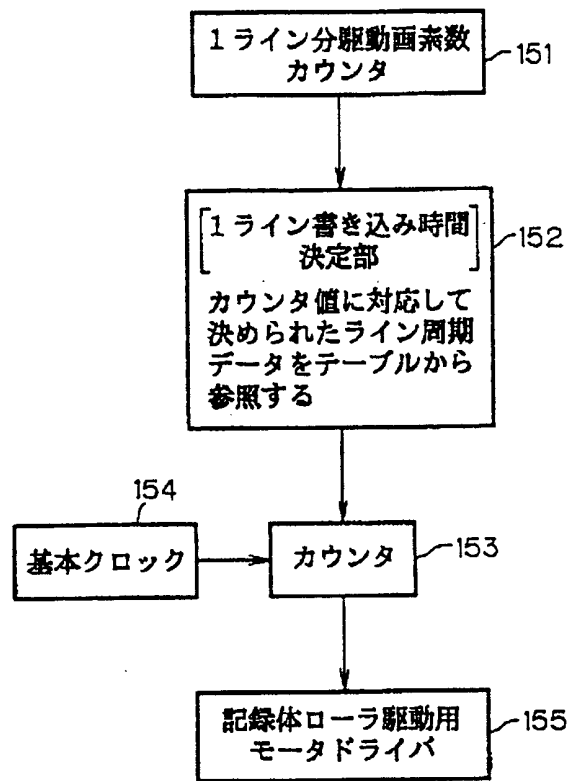 1ライン分駆動画素数
カウンタ
151
1ライン書き込み時間
決定部
カウンタ値に対応して
決められたライン周期
データをテーブルから
参照する
152
154
基本クロック
カウンタ
153
記録体ローラ駆動用
モータドライバ
155